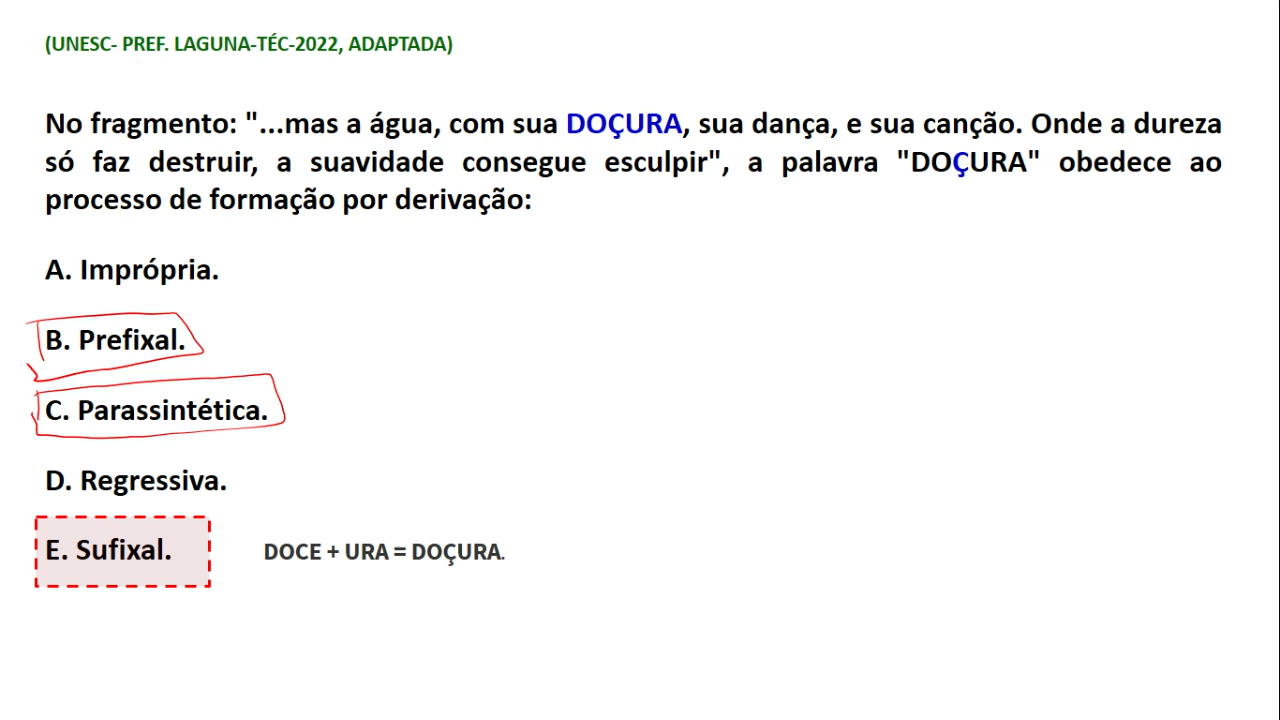 (UNESC- PREF. LAGUNA-TÉC-2022, ADAPTADA)
No fragmento: "...mas a água, com sua DOÇURA, sua dança, e sua canção. Onde a dureza
só faz destruir, a suavidade consegue esculpir", a palavra "DOÇURA" obedece ao
processo de formação por derivação:
A. Imprópria.
B. Prefixal.
C. Parassintética.
D. Regressiva.
E. Sufixal. DOCE + URA = DOÇURA.